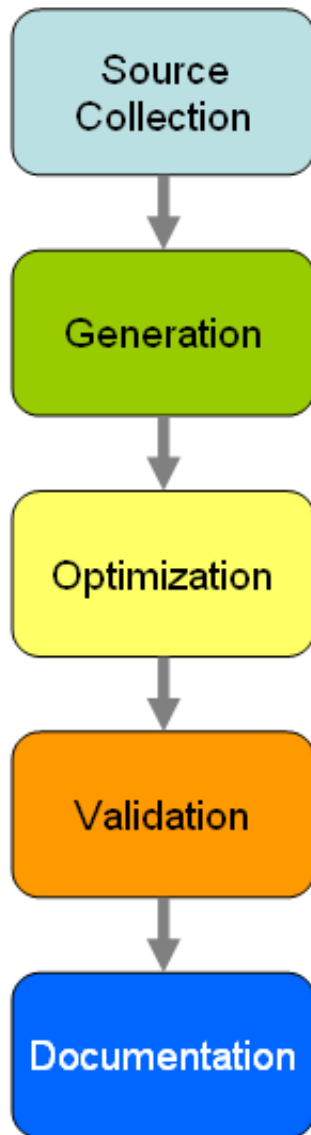 Source
Collection
Generation
Optimization
Validation
Documentation